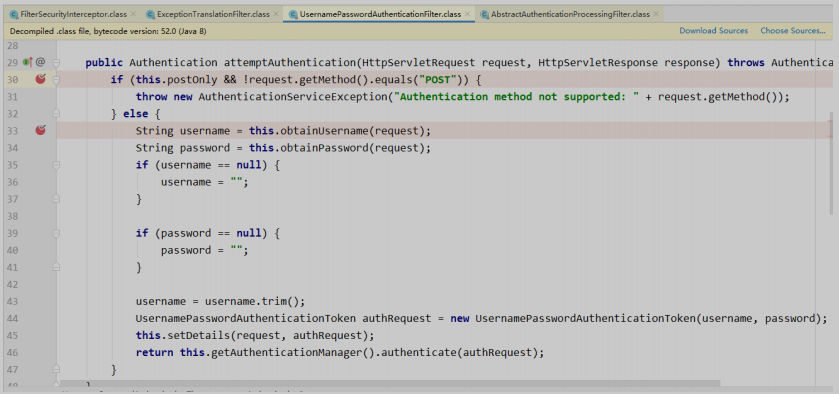 FilterSecurityInterceptor.class × ExceptionTranslationFilter.class × UsernamePasswordAuthenticationFilter.class × AbstractAuthenticationProcessingFilter.class ×
Decompiled .class file, bytecode version: 52.0 (Java 8) Download Sources Choose Sources...
28
29 @ public Authentication attemptAuthentication(HttpServletRequest request, HttpServletResponse response) throws Authentica
30 if (this.postOnly && !request.getMethod().equals("POST")) {
31 throw new AuthenticationServiceException("Authentication method not supported: " + request.getMethod());
32 } else {
33 String username = this.obtainUsername(request);
34 String password = this.obtainPassword(request);
35 if (username == null) {
36 username = "";
37 }
38
39 if (password == null) {
40 password = "";
41 }
42
43 username = username.trim();
44 UsernamePasswordAuthenticationToken authRequest = new UsernamePasswordAuthenticationToken(username, password);
45 this.setDetails(request, authRequest);
46 return this.getAuthenticationManager().authenticate(authRequest);
47 }
48 }